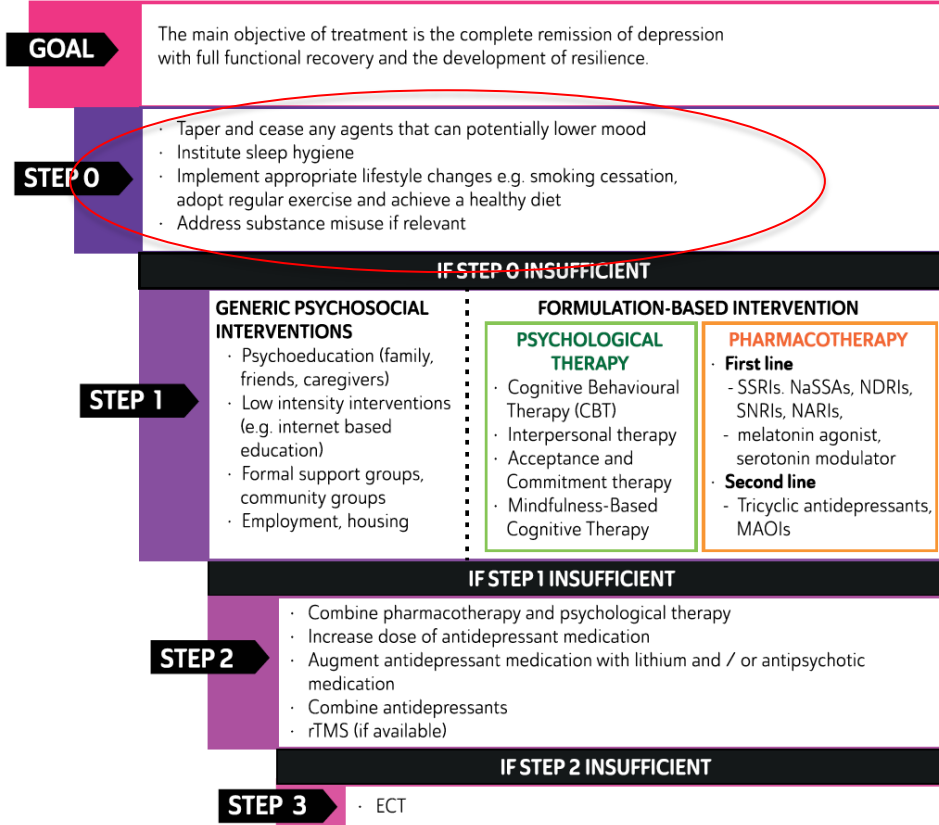 GOAL
The main objective of treatment is the complete remission of depression
with full functional recovery and the development of resilience.
STEP 0
· Taper and cease any agents that can potentially lower mood
· Institute sleep hygiene
· Implement appropriate lifestyle changes e.g. smoking cessation,
adopt regular exercise and achieve a healthy diet
· Address substance misuse if relevant
IF STEP 0 INSUFFICIENT
STEP 1
GENERIC PSYCHOSOCIAL
INTERVENTIONS
· Psychoeducation (family,
friends, caregivers)
· Low intensity interventions
(e.g. internet based
education)
· Formal support groups,
community groups
· Employment, housing
FORMULATION-BASED INTERVENTION
PSYCHOLOGICAL
THERAPY
· Cognitive Behavioural
Therapy (CBT)
· Interpersonal therapy
· Acceptance and
Commitment therapy
· Mindfulness-Based
Cognitive Therapy
PHARMACOTHERAPY
· First line
- SSRIs. NaSSAs, NDRIs,
SNRIs, NARIs,
- melatonin agonist,
serotonin modulator
· Second line
- Tricyclic antidepressants,
MAOIs
IF STEP 1 INSUFFICIENT
STEP 2
· Combine pharmacotherapy and psychological therapy
· Increase dose of antidepressant medication
· Augment antidepressant medication with lithium and / or antipsychotic
medication
· Combine antidepressants
· rTMS (if available)
IF STEP 2 INSUFFICIENT
STEP 3
· ECT